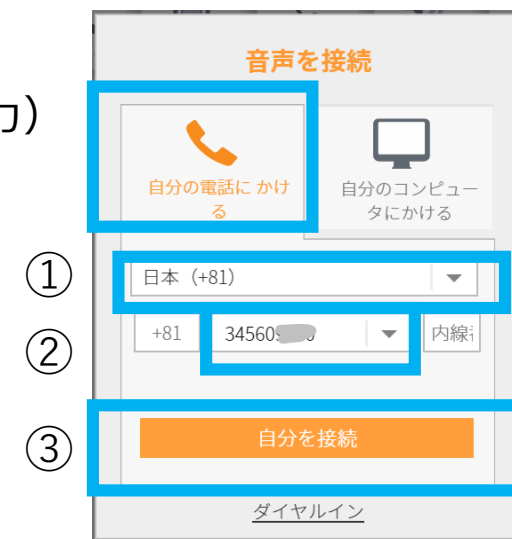 音声を接続
カ）
自分の電話に かけ
る
自分のコンピュー
タにかける
①
日本（+81）
②
+81
内線
③
自分を接続
ダイヤルイン